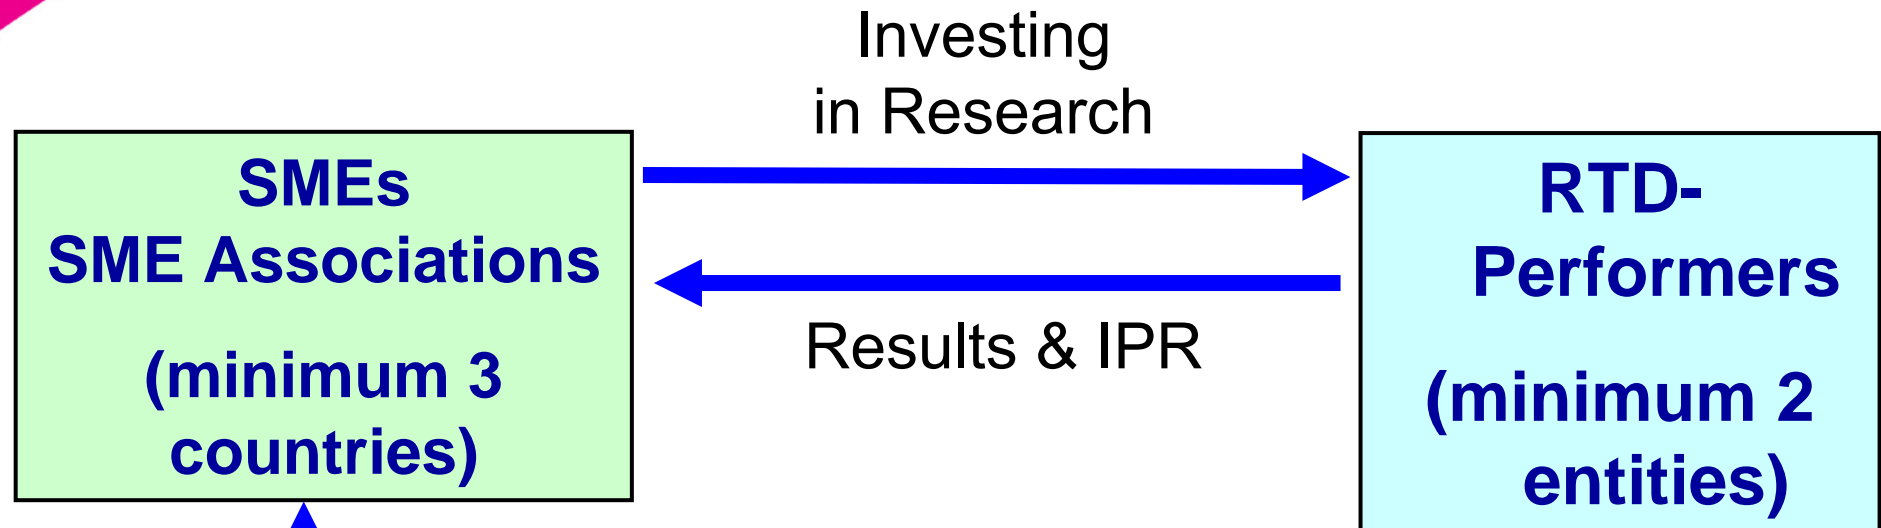 Investing
in Research
SMEs
SME Associations
(minimum 3
countries)
RTD-
Performers
(minimum 2
entities)
Results & IPR